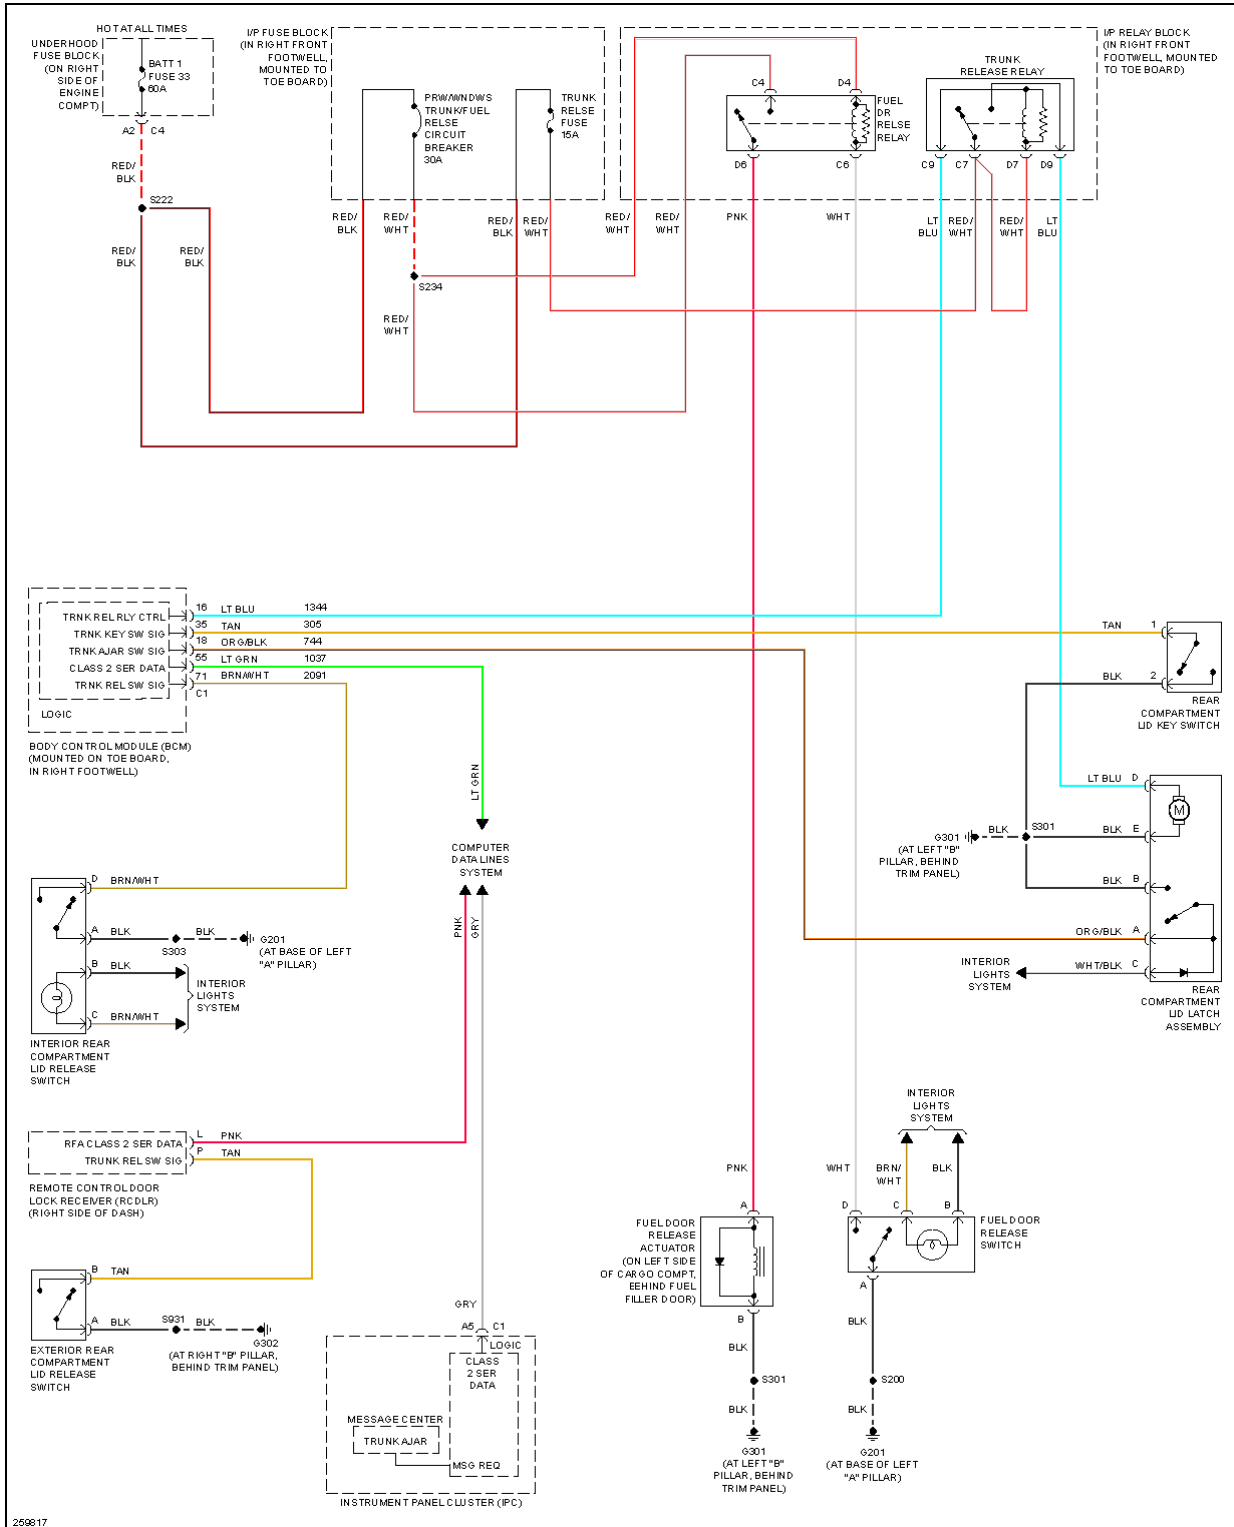 HOT AT ALL TIMES
UNDERHOOD
FUSE BLOCK
(ON RIGHT
SIDE OF
ENGINE
COMPT)
BATT 1
FUSE 33
60A
A2
C4
RED/
BLK
S222
RED/
BLK
RED/
BLK
I/P FUSE BLOCK
(IN RIGHT FRONT
FOOTWELL,
MOUNTED TO
TOE BOARD)
PRW/WNDWS
TRUNK/FUEL
RELSE
CIRCUIT
BREAKER
30A
TRUNK
RELSE
FUSE
15A
RED/
BLK
RED/
WHT
RED/
BLK
RED/
WHT
S234
RED/
WHT
I/P RELAY BLOCK
(IN RIGHT FRONT
FOOTWELL, MOUNTED
TO TOE BOARD)
C4
D4
FUEL
DR
RELSE
RELAY
TRUNK
RELEASE RELAY
D6
C6
C9
C7
D7
D9
RED/
WHT
RED/
WHT
PNK
WHT
LT
BLU
RED/
WHT
RED/
WHT
LT
BLU
TRNK REL RLY CTRL
16
LT BLU
1344
TRNK KEY SW SIG
35
TAN
305
TRNK AJAR SW SIG
18
ORG/BLK
744
CLASS 2 SER DATA
55
LT GRN
1037
TRNK REL SW SIG
71
BRN/WHT
2091
C1
LOGIC
BODY CONTROL MODULE (BCM)
(MOUNTED ON TOE BOARD,
IN RIGHT FOOTWELL)
TAN
1
BLK
2
REAR
COMPARTMENT
LID KEY SWITCH
LT GRN
COMPUTER
DATA LINES
SYSTEM
PNK
GRY
LT BLU
D
M
G301
(AT LEFT "B"
PILLAR, BEHIND
TRIM PANEL)
BLK
S301
BLK
E
BLK
B
ORG/BLK
A
INTERIOR
LIGHTS
SYSTEM
WHT/BLK
C
REAR
COMPARTMENT
LID LATCH
ASSEMBLY
D
BRN/WHT
A
BLK
S303
BLK
G201
(AT BASE OF LEFT
"A" PILLAR)
B
BLK
INTERIOR
LIGHTS
SYSTEM
C
BRN/WHT
INTERIOR REAR
COMPARTMENT
LID RELEASE
SWITCH
RFA CLASS 2 SER DATA
L
PNK
TRUNK REL SW SIG
P
TAN
REMOTE CONTROL DOOR
LOCK RECEIVER (RCDLR)
(RIGHT SIDE OF DASH)
B
TAN
A
BLK
S931
BLK
G302
(AT RIGHT "B" PILLAR,
BEHIND TRIM PANEL)
EXTERIOR REAR
COMPARTMENT
LID RELEASE
SWITCH
GRY
A5
C1
LOGIC
CLASS
2 SER
DATA
MESSAGE CENTER
TRUNK AJAR
MSG REQ
INSTRUMENT PANEL CLUSTER (IPC)
PNK
A
FUEL DOOR
RELEASE
ACTUATOR
(ON LEFT SIDE
OF CARGO COMPT,
BEHIND FUEL
FILLER DOOR)
B
BLK
S301
BLK
G301
(AT LEFT "B"
PILLAR, BEHIND
TRIM PANEL)
INTERIOR
LIGHTS
SYSTEM
WHT
BRN/
WHT
BLK
D
C
B
FUEL DOOR
RELEASE
SWITCH
A
BLK
S200
BLK
G201
(AT BASE OF LEFT
"A" PILLAR)
259817